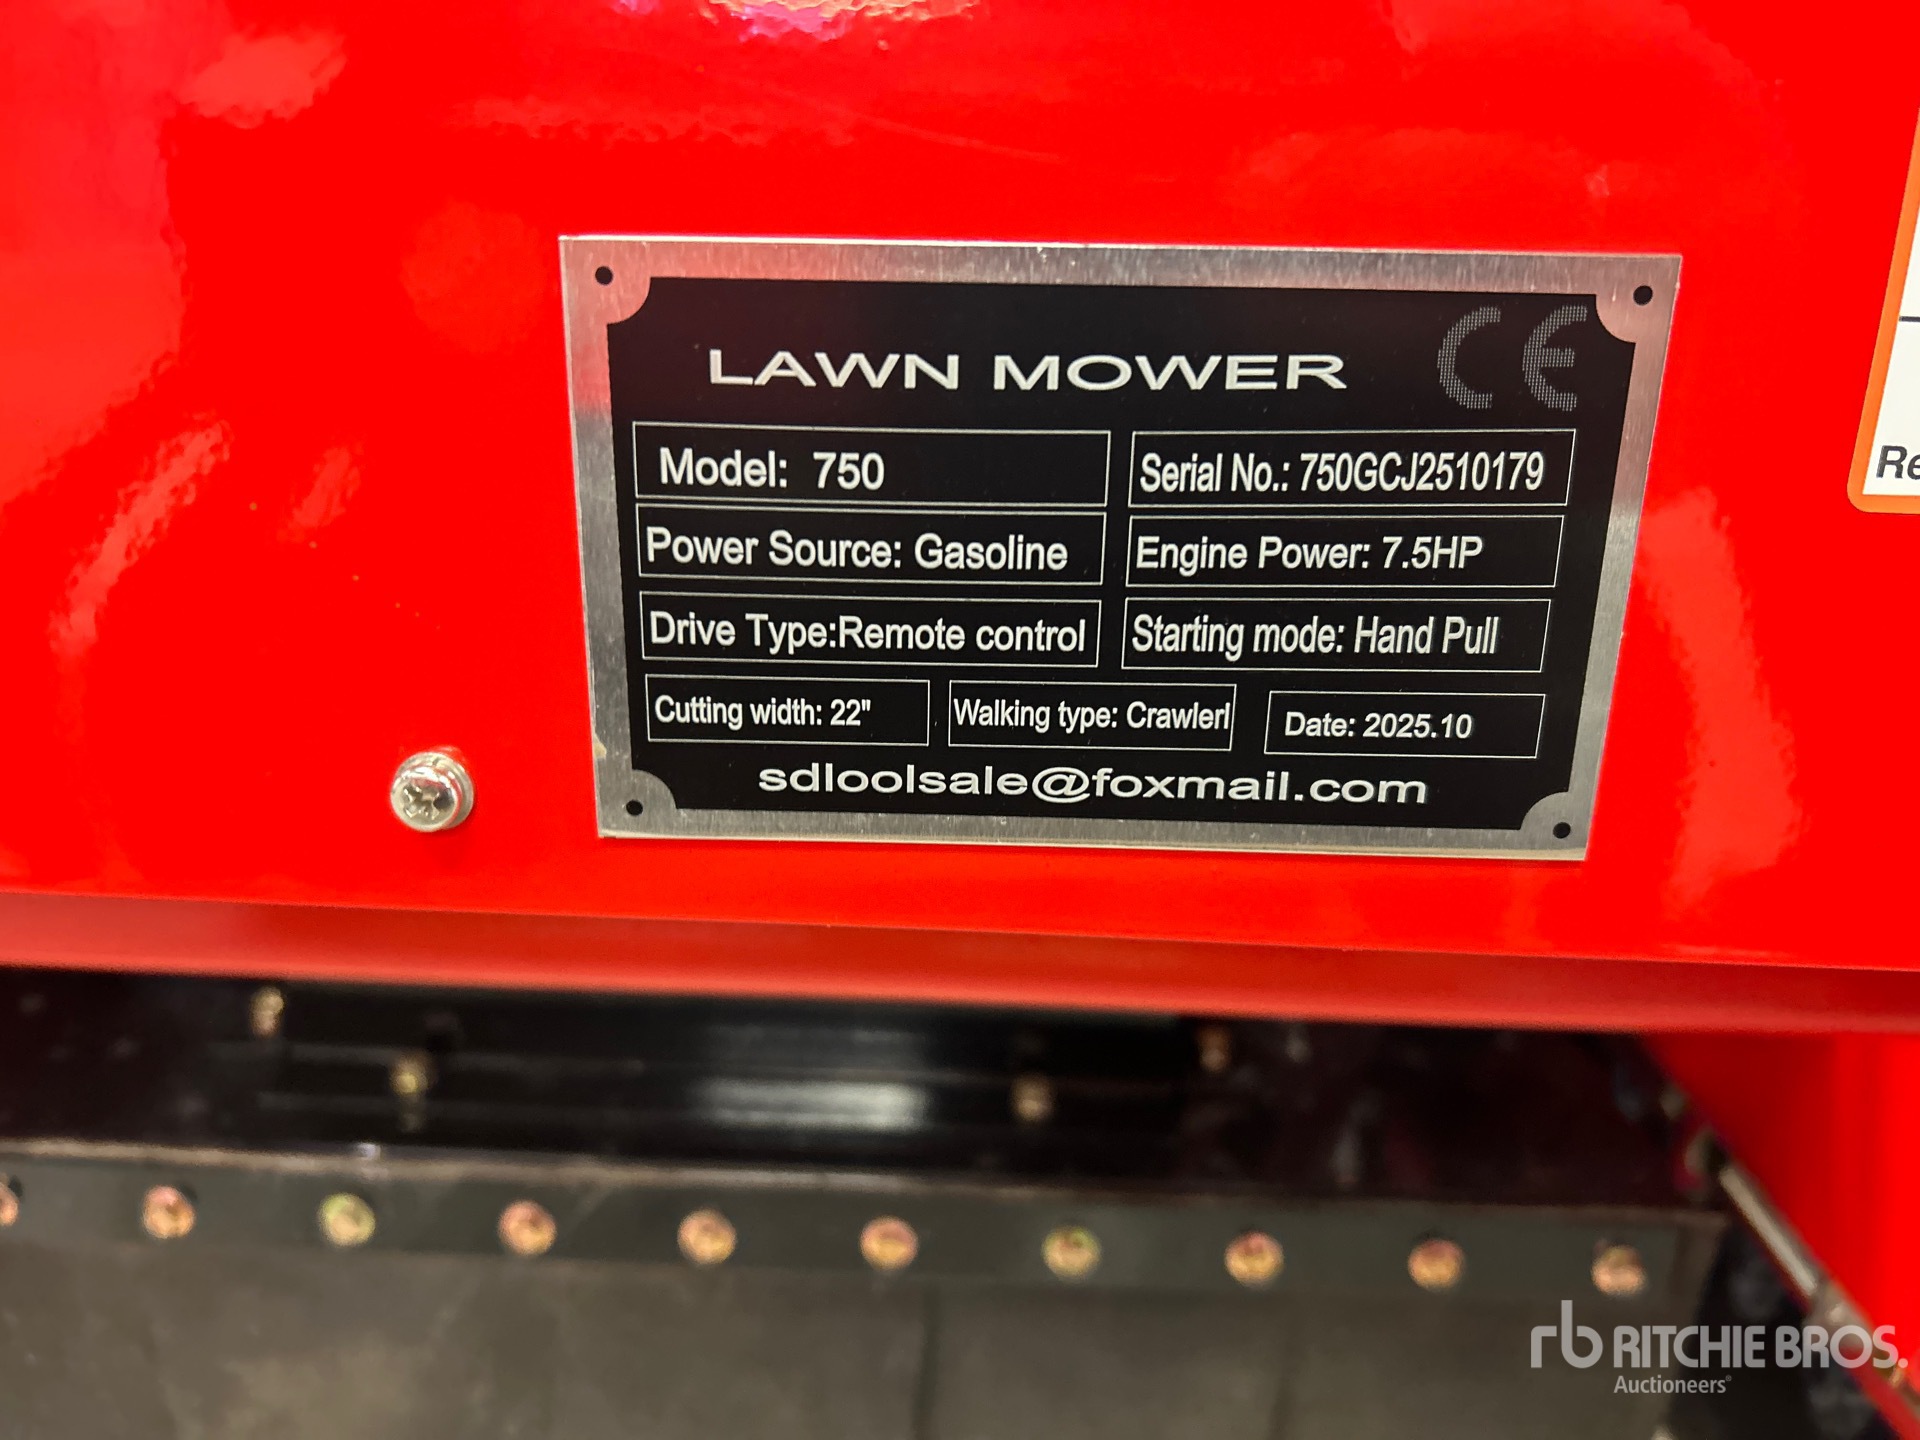 LAWN MOWER CE
Model: 750
Serial No.: 750GCJ2510179
Power Source: Gasoline
Engine Power: 7.5HP
Drive Type:Remote control
Starting mode: Hand Pull
Cutting width: 22"
Walking type: Crawlerl
Date: 2025.10
sdloolsale@foxmail.com
Re
rb RITCHIE BROS.
Auctioneers®